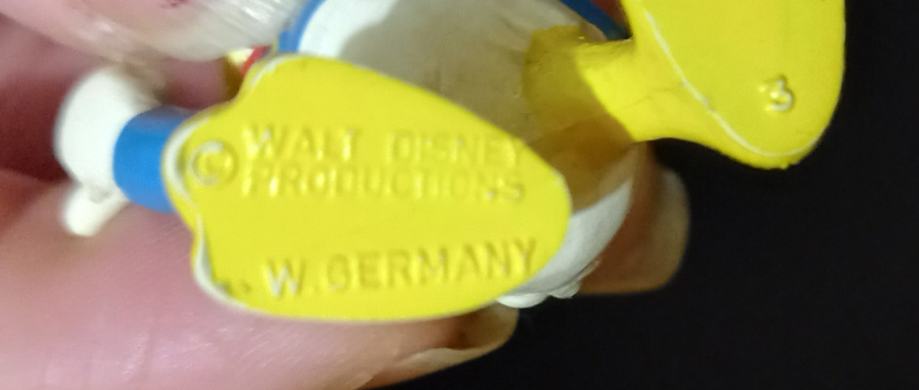 © WALT DISNEY
PRODUCTIONS
W. GERMANY
3